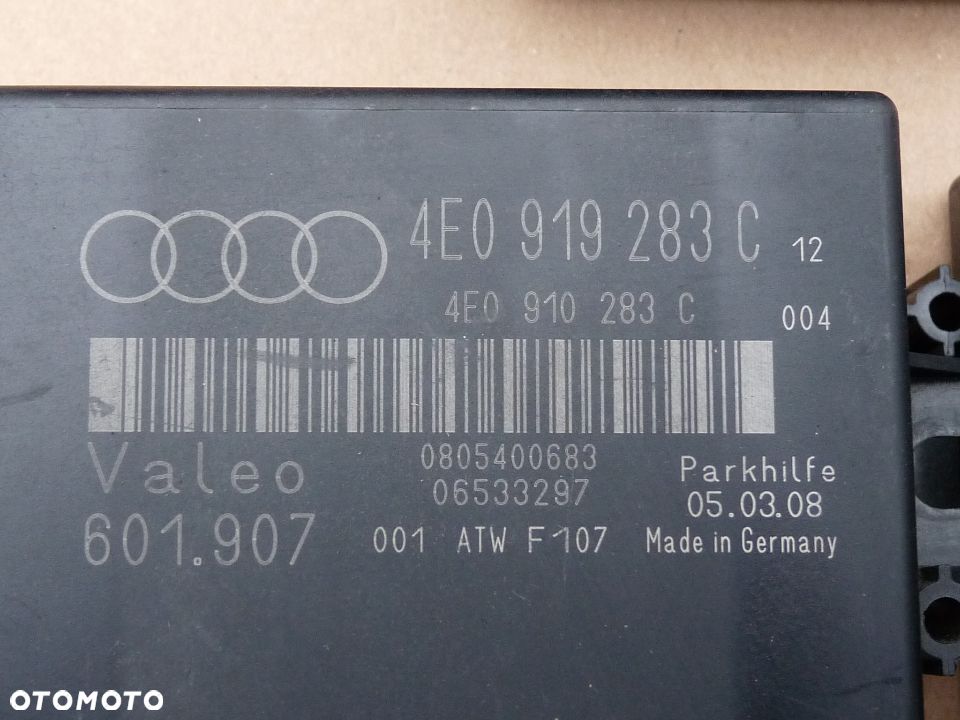 4E0 919 283 C 12
4E0 910 283 C 004
0805400683
Valeo 06533297 Parkhilfe
05.03.08
601.907 001 ATW F107 Made in Germany
OTOMOTO